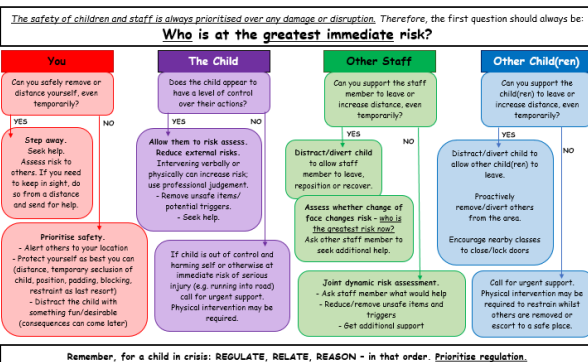 The safety of children and staff is always prioritised over any damage or disruption. Therefore, the first question should always be:
Who is at the greatest immediate risk?
You
Can you safely remove or
distance yourself, even
temporarily?
YES
NO
Step away.
Seek help.
Assess risk to
others. If you need
to keep in sight, do
so from a distance
and send for help.
Prioritise safety.
- Alert others to your location
- Protect yourself as best you can
(distance, temporary seclusion of
child, position, padding, blocking,
restraint as last resort)
- Distract the child with
something fun/desirable
(consequences can come later)
The Child
Does the child appear to
have a level of control
over their actions?
YES
NO
Allow them to risk assess.
Reduce external risks.
Intervening verbally or
physically can increase risk;
use professional judgement.
- Remove unsafe items/
potential triggers.
- Seek help.
If child is out of control and
harming self or otherwise at
immediate risk of serious
injury (e.g. running into road)
call for urgent support.
Physical intervention may be
required.
Other Staff
Can you support the staff
member to leave or
increase distance, even
temporarily?
YES
NO
Distract/divert child
to allow staff
member to leave,
reposition or recover.
Assess whether change of
face changes risk - who is
the greatest risk now?
Ask other staff member to
seek additional help.
Joint dynamic risk assessment.
- Ask staff member what would help
- Reduce/remove unsafe items and
triggers
- Get additional support
Other Child(ren)
Can you support the
child(ren) to leave or
increase distance, even
temporarily?
YES
NO
Distract/divert child to
allow other child(ren) to
leave.
Proactively
remove/divert others
from the area.
Encourage nearby classes
to close/lock doors
Call for urgent support.
Physical intervention may be
required to restrain whilst
others are removed or
escort to a safe place.
Remember, for a child in crisis: REGULATE, RELATE, REASON - in that order. Prioritise regulation.